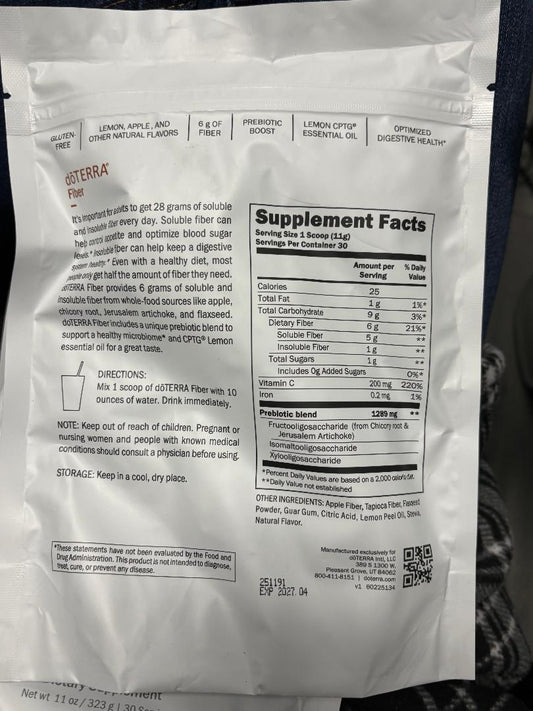 GLUTEN-
FREE
LEMON, APPLE, AND
OTHER NATURAL FLAVORS
6 g OF
FIBER
PREBIOTIC
BOOST
LEMON CPTG®
ESSENTIAL OIL
OPTIMIZED
DIGESTIVE HEALTH*
dōTERRA®
Fiber
It's important for adults to get 28 grams of soluble
and insoluble fiber every day. Soluble fiber can
help control appetite and optimize blood sugar
levels.* Insoluble fiber can help keep a digestive
system healthy.* Even with a healthy diet, most
people only get half the amount of fiber they need.
dōTERRA Fiber provides 6 grams of soluble and
insoluble fiber from whole-food sources like apple,
chicory root, Jerusalem artichoke, and flaxseed.
dōTERRA Fiber includes a unique prebiotic blend to
support a healthy microbiome* and CPTG® Lemon
essential oil for a great taste.
DIRECTIONS:
Mix 1 scoop of dōTERRA Fiber with 10
ounces of water. Drink immediately.
NOTE: Keep out of reach of children. Pregnant or
nursing women and people with known medical
conditions should consult a physician before using.
STORAGE: Keep in a cool, dry place.
*These statements have not been evaluated by the Food and
Drug Administration. This product is not intended to diagnose,
treat, cure, or prevent any disease.
Supplement Facts
Serving Size 1 Scoop (11g)
Servings Per Container 30
Amount per Serving % Daily Value
Calories 25
Total Fat 1 g 1%*
Total Carbohydrate 9 g 3%*
Dietary Fiber 6 g 21%*
Soluble Fiber 5 g **
Insoluble Fiber 1 g **
Total Sugars 1 g **
Includes 0g Added Sugars 0%*
Vitamin C 200 mg 220%
Iron 0.2 mg 1%
Prebiotic blend 1289 mg **
Fructooligosaccharide (from Chicory root &
Jerusalem Artichoke)
Isomaltooligosaccharide
Xylooligosaccharide
*Percent Daily Values are based on a 2,000 calorie diet.
**Daily Value not established
OTHER INGREDIENTS: Apple Fiber, Tapioca Fiber, Flaxseed
Powder, Guar Gum, Citric Acid, Lemon Peel Oil, Stevia,
Natural Flavor.
Manufactured exclusively for
dōTERRA Intl, LLC
389 S 1300 W.
Pleasant Grove, UT 84062
800-411-8151 | doterra.com
v1 60225134
251191
EXP 2027 04
Net wt 11 oz / 323 g | 30